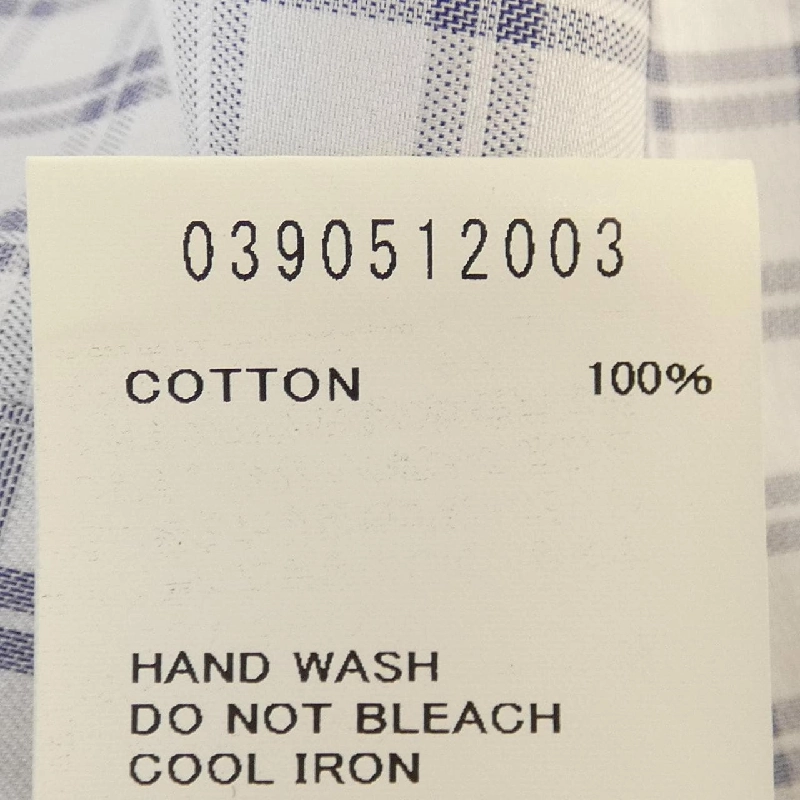 0390512003
COTTON 100%
HAND WASH
DO NOT BLEACH
COOL IRON